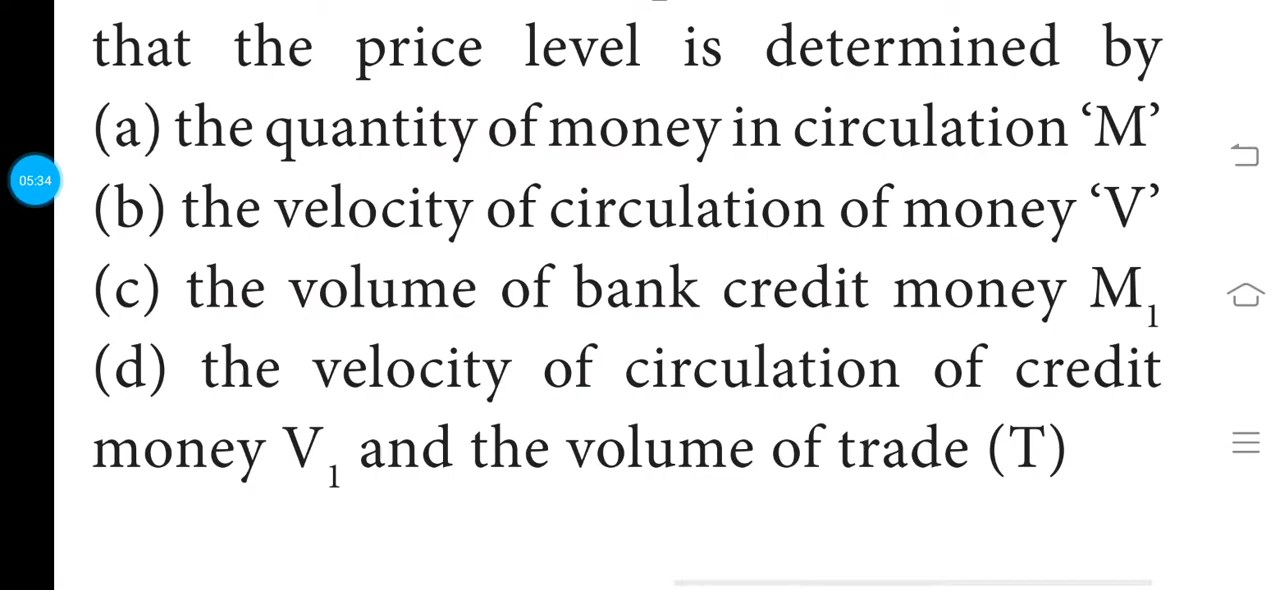 that the price level is determined by
(a) the quantity of money in circulation ‘M’
05:34
(b) the velocity of circulation of money ‘V’
(c) the volume of bank credit money M₁
(d) the velocity of circulation of credit
money V₁ and the volume of trade (T)